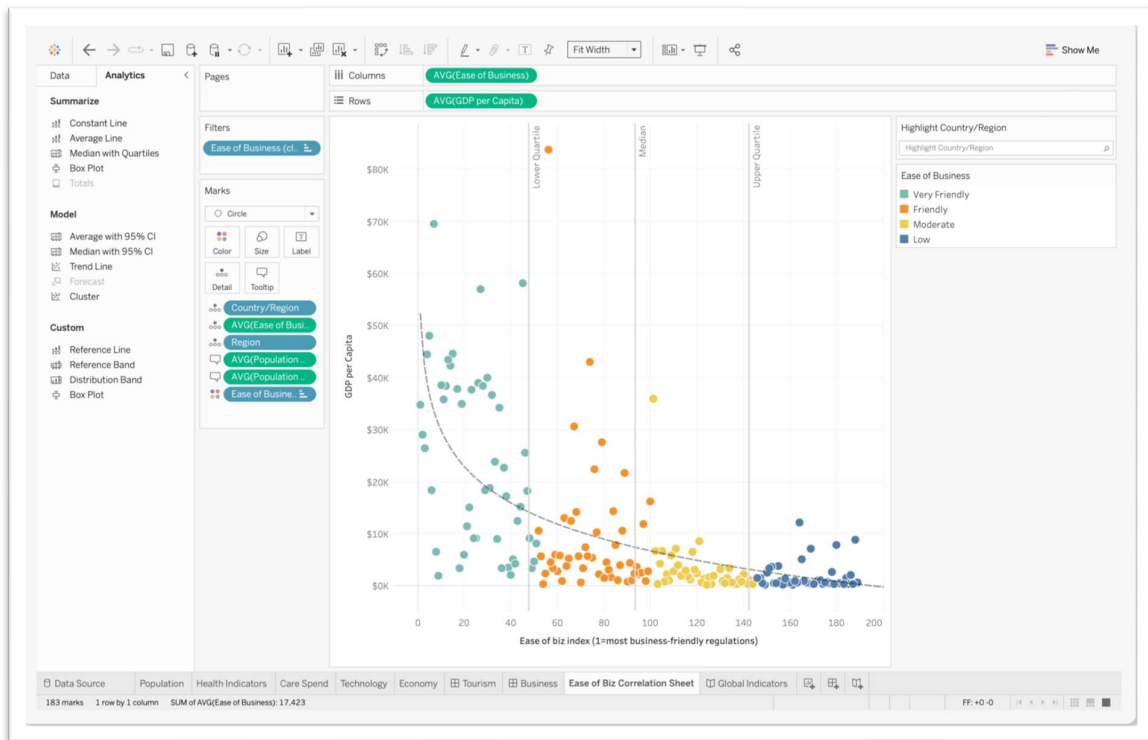 Fit Width
Show Me
Data
Analytics
Pages
Columns
AVG(Ease of Business)
Rows
AVG(GDP per Capita)
Summarize
Constant Line
Average Line
Median with Quartiles
Box Plot
Totals
Model
Average with 95% CI
Median with 95% CI
Trend Line
Forecast
Cluster
Custom
Reference Line
Reference Band
Distribution Band
Box Plot
Filters
Ease of Business (cl..
Marks
Circle
Color
Size
Label
Detail
Tooltip
Country/Region
AVG(Ease of Busi..
Region
AVG(Population ..
AVG(Population ..
Ease of Busine..
Lower Quartile
Median
Upper Quartile
GDP per Capita
$80K
$70K
$60K
$50K
$40K
$30K
$20K
$10K
$0K
0 20 40 60 80 100 120 140 160 180 200
Ease of biz index (1=most business-friendly regulations)
Highlight Country/Region
Highlight Country/Region
Ease of Business
Very Friendly
Friendly
Moderate
Low
Data Source
Population
Health Indicators
Care Spend
Technology
Economy
Tourism
Business
Ease of Biz Correlation Sheet
Global Indicators
183 marks 1 row by 1 column SUM of AVG(Ease of Business): 17,423
FF: +0 -0